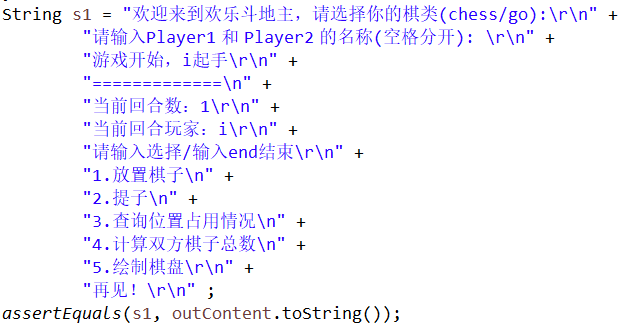 String s1 = "欢迎来到欢乐斗地主，请选择你的棋类(chess/go):\r\n" +
"请输入Player1 和 Player2 的名称(空格分开): \r\n" +
"游戏开始，i起手\r\n" +
"=============\n" +
"当前回合数：1\r\n" +
"当前回合玩家：i\r\n" +
"请输入选择/输入end结束\r\n" +
"1.放置棋子\n" +
"2.提子\n" +
"3.查询位置占用情况\n" +
"4.计算双方棋子总数\n" +
"5.绘制棋盘\r\n" +
"再见！\r\n" ;
assertEquals(s1, outContent.toString());